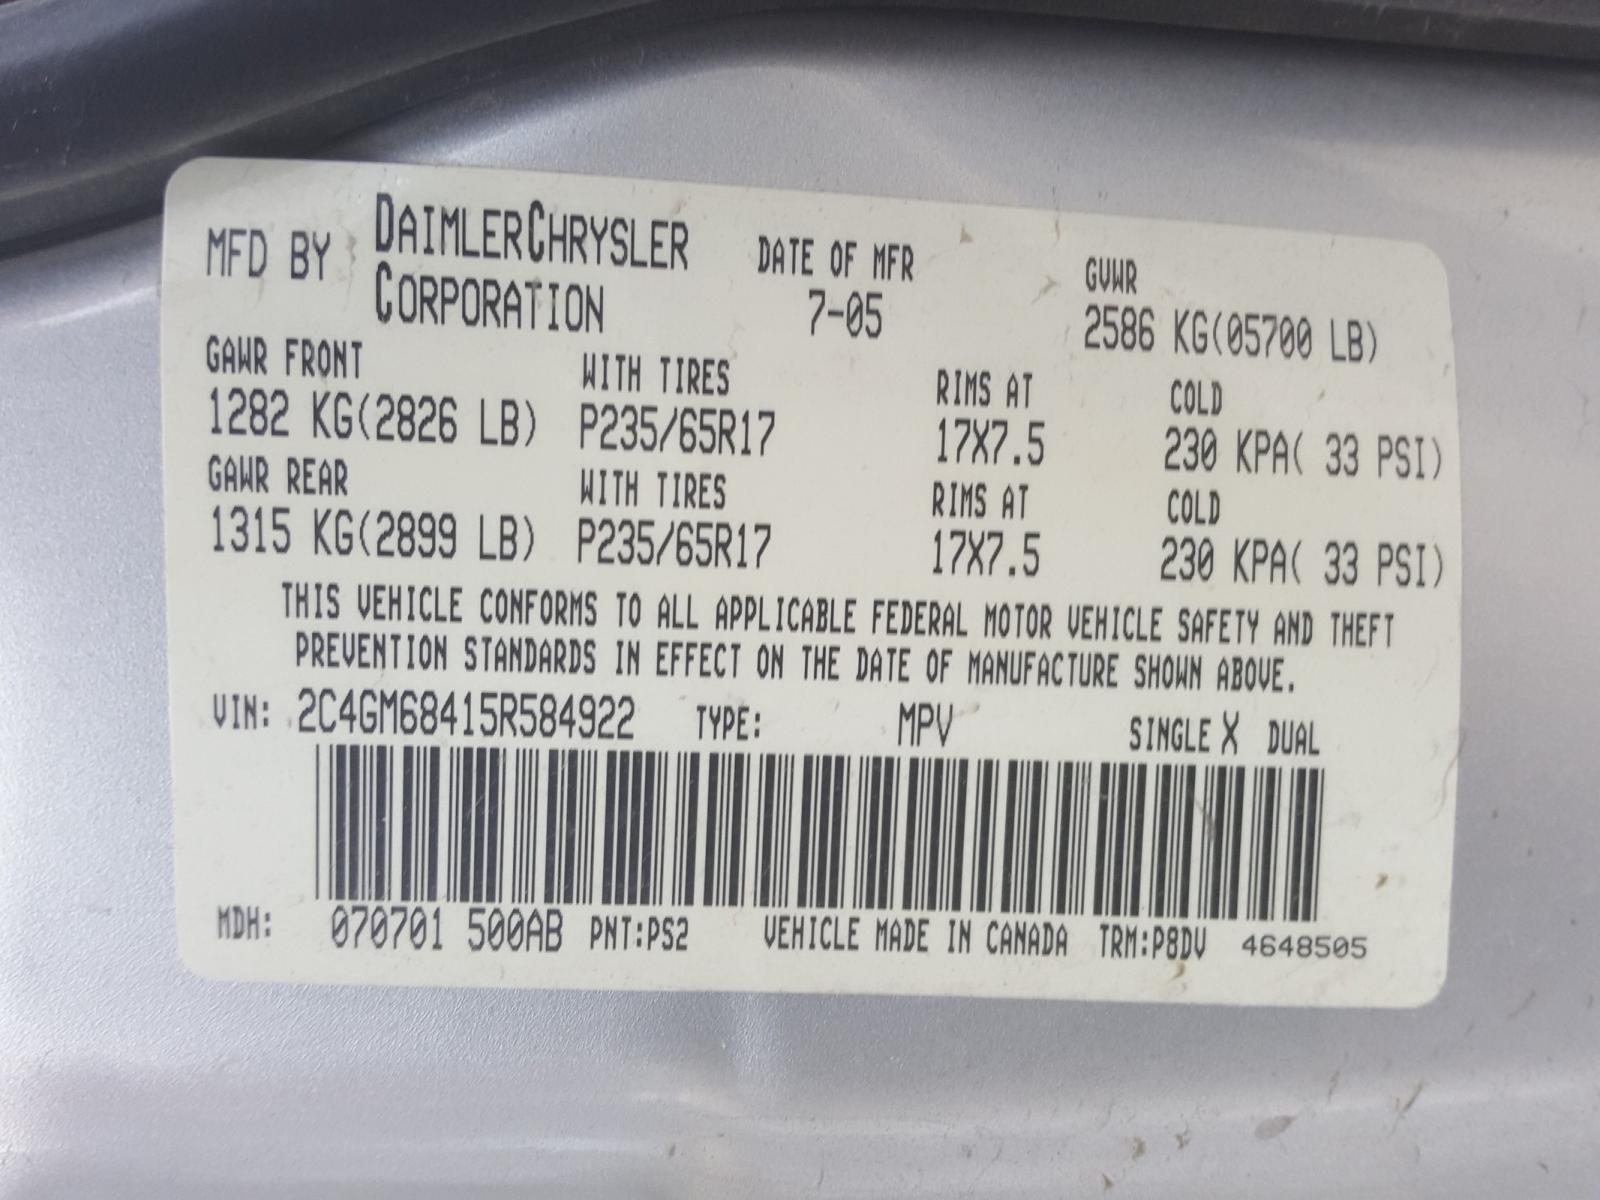 MFD BY DAIMLERCHRYSLER CORPORATION DATE OF MFR 7-05 GVWR 2586 KG(05700 LB)
GAWR FRONT WITH TIRES RIMS AT COLD
1282 KG(2826 LB) P235/65R17 17X7.5 230 KPA( 33 PSI)
GAWR REAR WITH TIRES RIMS AT COLD
1315 KG(2899 LB) P235/65R17 17X7.5 230 KPA( 33 PSI)
THIS VEHICLE CONFORMS TO ALL APPLICABLE FEDERAL MOTOR VEHICLE SAFETY AND THEFT
PREVENTION STANDARDS IN EFFECT ON THE DATE OF MANUFACTURE SHOWN ABOVE.
VIN: 2C4GM68415R584922 TYPE: MPV SINGLE X DUAL
MDH: 070701 500AB PNT:PS2 VEHICLE MADE IN CANADA TRM:P8DV 4648505